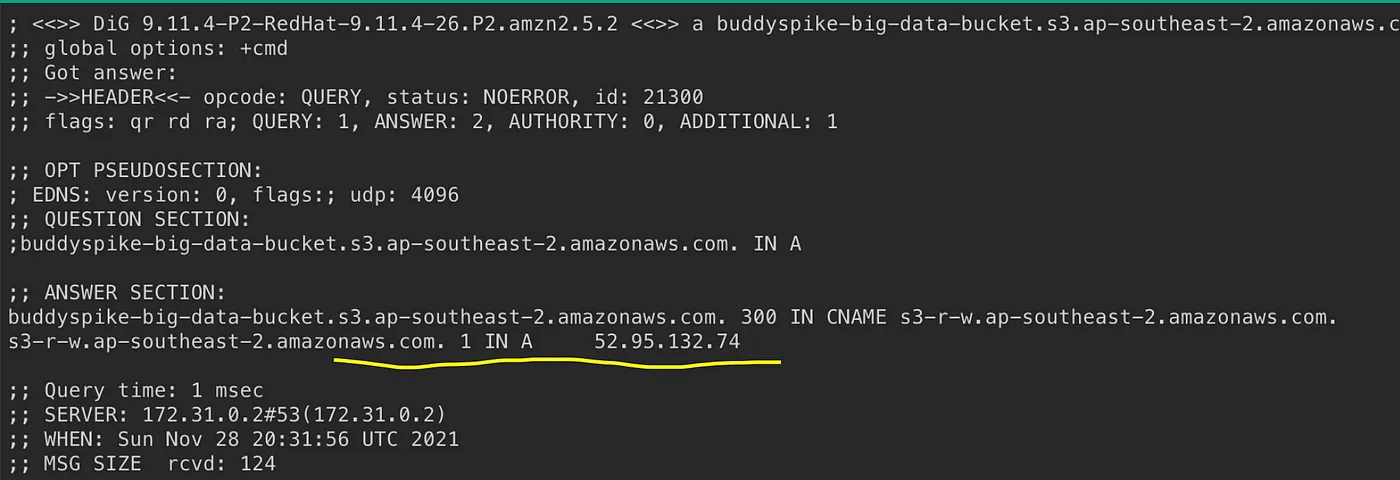 ; <<>> DiG 9.11.4-P2-RedHat-9.11.4-26.P2.amzn2.5.2 <<>> a buddyspike-big-data-bucket.s3.ap-southeast-2.amazonaws.c
;; global options: +cmd
;; Got answer:
;; ->>HEADER<<- opcode: QUERY, status: NOERROR, id: 21300
;; flags: qr rd ra; QUERY: 1, ANSWER: 2, AUTHORITY: 0, ADDITIONAL: 1
;; OPT PSEUDOSECTION:
; EDNS: version: 0, flags:; udp: 4096
;; QUESTION SECTION:
;buddyspike-big-data-bucket.s3.ap-southeast-2.amazonaws.com. IN A
;; ANSWER SECTION:
buddyspike-big-data-bucket.s3.ap-southeast-2.amazonaws.com. 300 IN CNAME s3-r-w.ap-southeast-2.amazonaws.com.
s3-r-w.ap-southeast-2.amazonaws.com. 1 IN A 52.95.132.74
;; Query time: 1 msec
;; SERVER: 172.31.0.2#53(172.31.0.2)
;; WHEN: Sun Nov 28 20:31:56 UTC 2021
;; MSG SIZE rcvd: 124